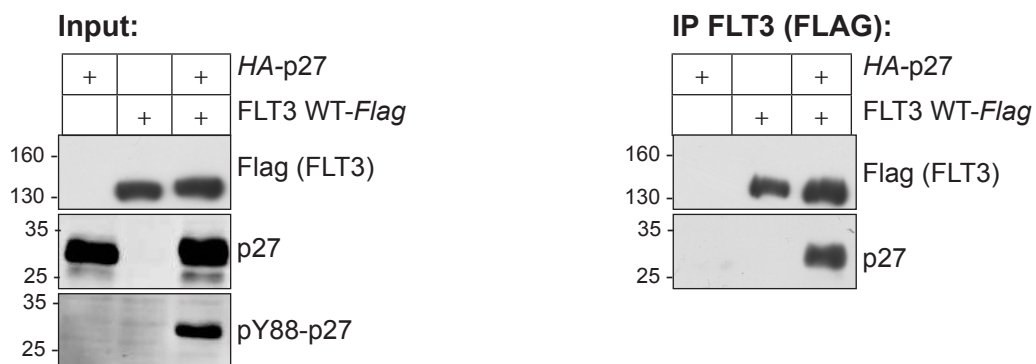 Input:
+ + HA-p27
+ + FLT3 WT-Flag
160 -
130 -
Flag (FLT3)
35
25
p27
35
25
pY88-p27
IP FLT3 (FLAG):
+ + HA-p27
+ + FLT3 WT-Flag
160 -
130 -
Flag (FLT3)
35
25 -
p27